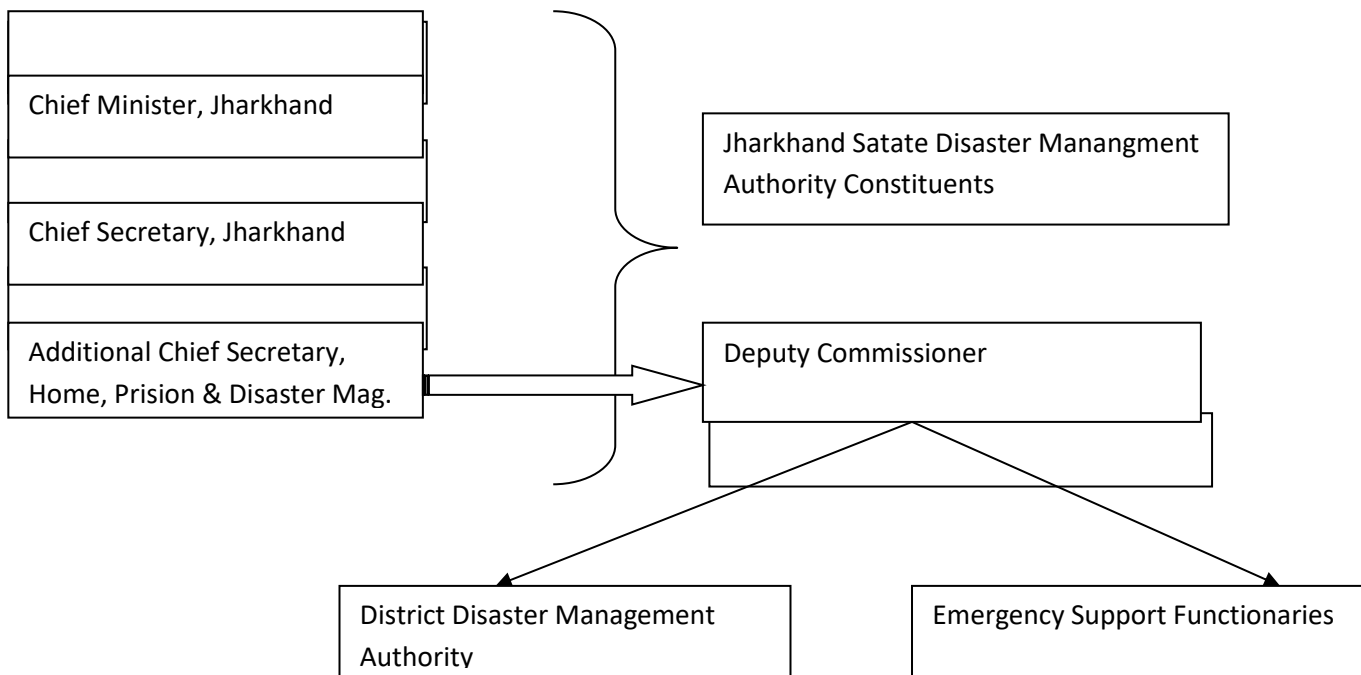 Chief Minister, Jharkhand
Jharkhand Satate Disaster Manangment
Authority Constituents
Chief Secretary, Jharkhand
Additional Chief Secretary,
Home, Prision & Disaster Mag.
Deputy Commissioner
District Disaster Management
Authority
Emergency Support Functionaries